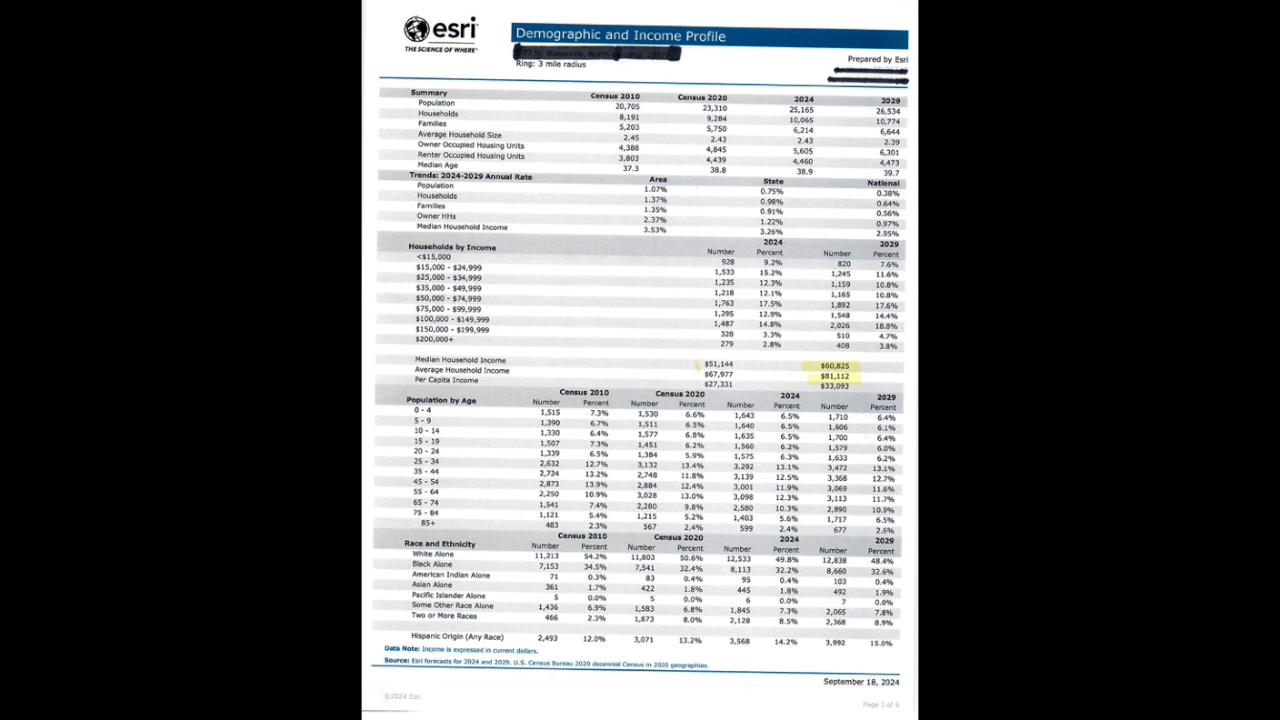 esri
THE SCIENCE OF WHERE®
Demographic and Income Profile
Prepared by Esri
Ring: 3 mile radius
Summary Census 2010 Census 2020 2024 2029
Population 20,705 23,310 25,165 26,534
Households 8,191 9,284 10,065 10,774
Families 5,203 5,750 6,214 6,644
Average Household Size 2.45 2.43 2.43 2.39
Owner Occupied Housing Units 4,388 4,845 5,605 6,301
Renter Occupied Housing Units 3,803 4,439 4,460 4,473
Median Age 37.3 38.8 38.9 39.7
Trends: 2024-2029 Annual Rate Area State National
Population 1.07% 0.75% 0.38%
Households 1.37% 0.98% 0.64%
Families 1.35% 0.91% 0.56%
Owner HHs 2.37% 1.22% 0.97%
Median Household Income 3.53% 3.26% 2.95%
2024 2029
Households by Income Number Percent Number Percent
<$15,000 928 9.2% 820 7.6%
$15,000 - $24,999 1,533 15.2% 1,245 11.6%
$25,000 - $34,999 1,235 12.3% 1,159 10.8%
$35,000 - $49,999 1,218 12.1% 1,165 10.8%
$50,000 - $74,999 1,763 17.5% 1,892 17.6%
$75,000 - $99,999 1,295 12.9% 1,548 14.4%
$100,000 - $149,999 1,487 14.8% 2,026 18.8%
$150,000 - $199,999 328 3.3% 510 4.7%
$200,000+ 279 2.8% 408 3.8%
Median Household Income $51,144 $60,825
Average Household Income $67,977 $81,112
Per Capita Income $27,331 $33,093
Census 2010 Census 2020 2024 2029
Population by Age Number Percent Number Percent Number Percent Number Percent
0 - 4 1,515 7.3% 1,530 6.6% 1,643 6.5% 1,710 6.4%
5 - 9 1,390 6.7% 1,511 6.5% 1,640 6.5% 1,606 6.1%
10 - 14 1,330 6.4% 1,577 6.8% 1,635 6.5% 1,700 6.4%
15 - 19 1,507 7.3% 1,451 6.2% 1,560 6.2% 1,579 6.0%
20 - 24 1,339 6.5% 1,384 5.9% 1,575 6.3% 1,633 6.2%
25 - 34 2,632 12.7% 3,132 13.4% 3,292 13.1% 3,472 13.1%
35 - 44 2,724 13.2% 2,748 11.8% 3,139 12.5% 3,368 12.7%
45 - 54 2,873 13.9% 2,884 12.4% 3,001 11.9% 3,069 11.6%
55 - 64 2,250 10.9% 3,028 13.0% 3,098 12.3% 3,113 11.7%
65 - 74 1,541 7.4% 2,280 9.8% 2,580 10.3% 2,890 10.9%
75 - 84 1,121 5.4% 1,215 5.2% 1,403 5.6% 1,717 6.5%
85+ 483 2.3% 567 2.4% 599 2.4% 677 2.6%
Census 2010 Census 2020 2024 2029
Race and Ethnicity Number Percent Number Percent Number Percent Number Percent
White Alone 11,213 54.2% 11,803 50.6% 12,533 49.8% 12,838 48.4%
Black Alone 7,153 34.5% 7,541 32.4% 8,113 32.2% 8,660 32.6%
American Indian Alone 71 0.3% 83 0.4% 95 0.4% 103 0.4%
Asian Alone 361 1.7% 422 1.8% 445 1.8% 492 1.9%
Pacific Islander Alone 5 0.0% 5 0.0% 6 0.0% 7 0.0%
Some Other Race Alone 1,436 6.9% 1,583 6.8% 1,845 7.3% 2,065 7.8%
Two or More Races 466 2.3% 1,873 8.0% 2,128 8.5% 2,368 8.9%
Hispanic Origin (Any Race) 2,493 12.0% 3,071 13.2% 3,568 14.2% 3,992 15.0%
Data Note: Income is expressed in current dollars.
Source: Esri forecasts for 2024 and 2029. U.S. Census Bureau 2020 decennial Census in 2020 geographies.
September 18, 2024
©2024 Esri
Page 3 of 6